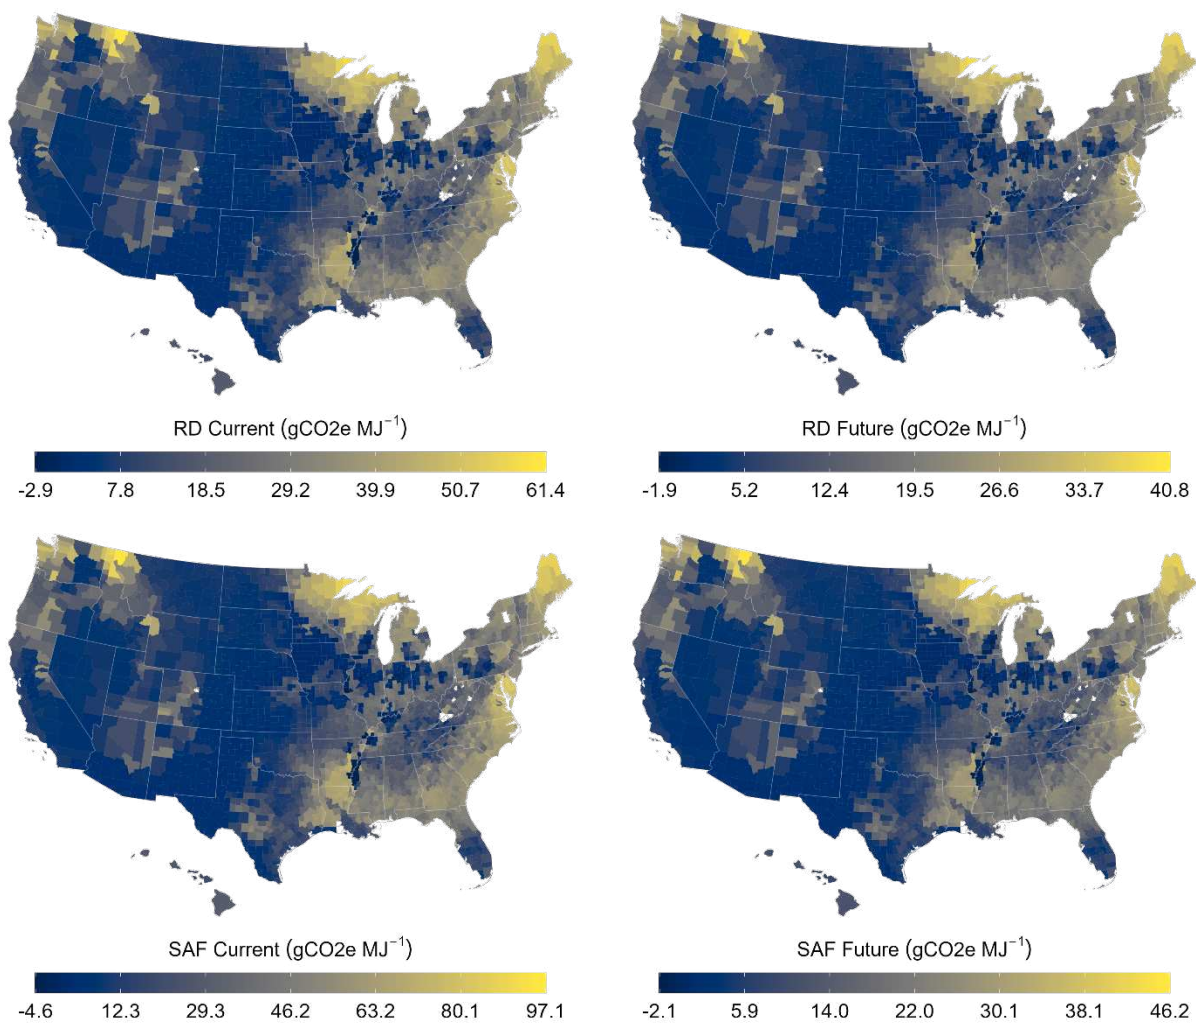 RD Current (gCO2e MJ⁻¹)
-2.9 7.8 18.5 29.2 39.9 50.7 61.4
RD Future (gCO2e MJ⁻¹)
-1.9 5.2 12.4 19.5 26.6 33.7 40.8
SAF Current (gCO2e MJ⁻¹)
-4.6 12.3 29.3 46.2 63.2 80.1 97.1
SAF Future (gCO2e MJ⁻¹)
-2.1 5.9 14.0 22.0 30.1 38.1 46.2